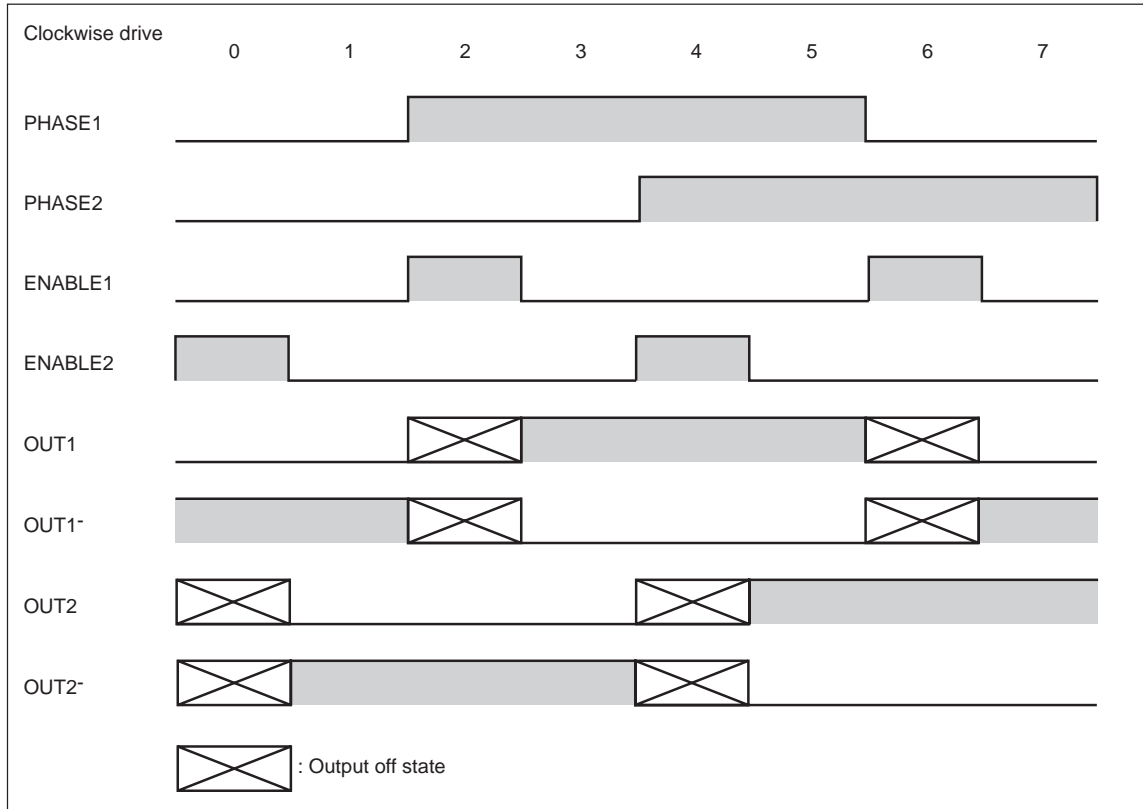 Clockwise drive
0 1 2 3 4 5 6 7
PHASE1
PHASE2
ENABLE1
ENABLE2
OUT1
OUT1-
OUT2
OUT2-
: Output off state